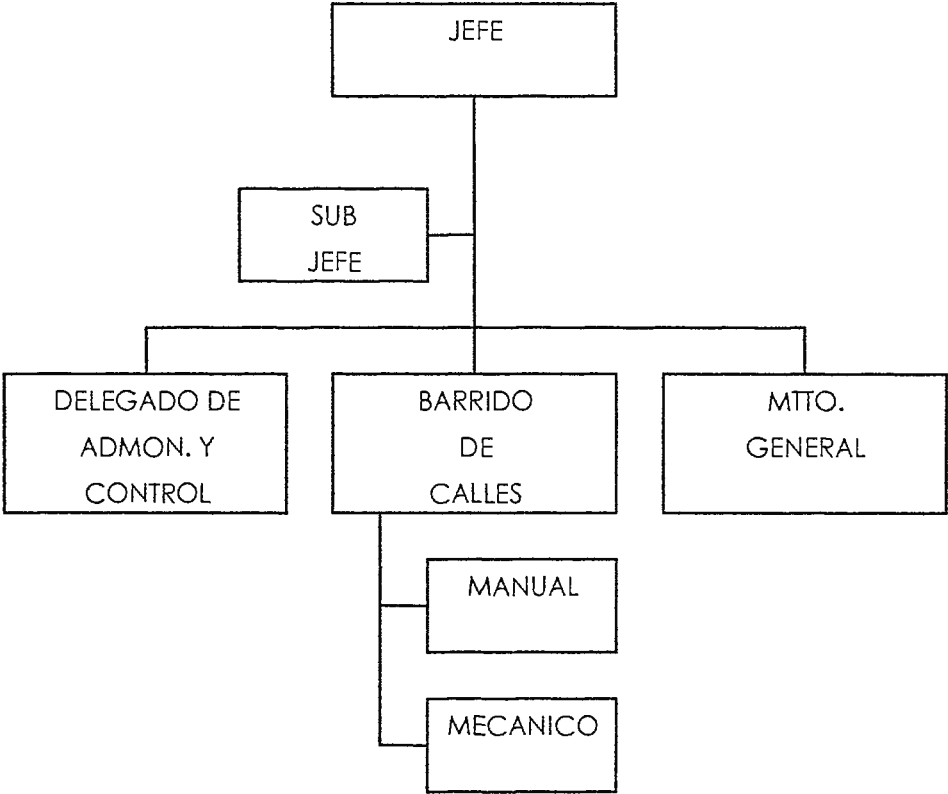 JEFE
SUB
JEFE
DELEGADO DE
ADMON. Y
CONTROL
BARRIDO
DE
CALLES
MTTO.
GENERAL
MANUAL
MECANICO